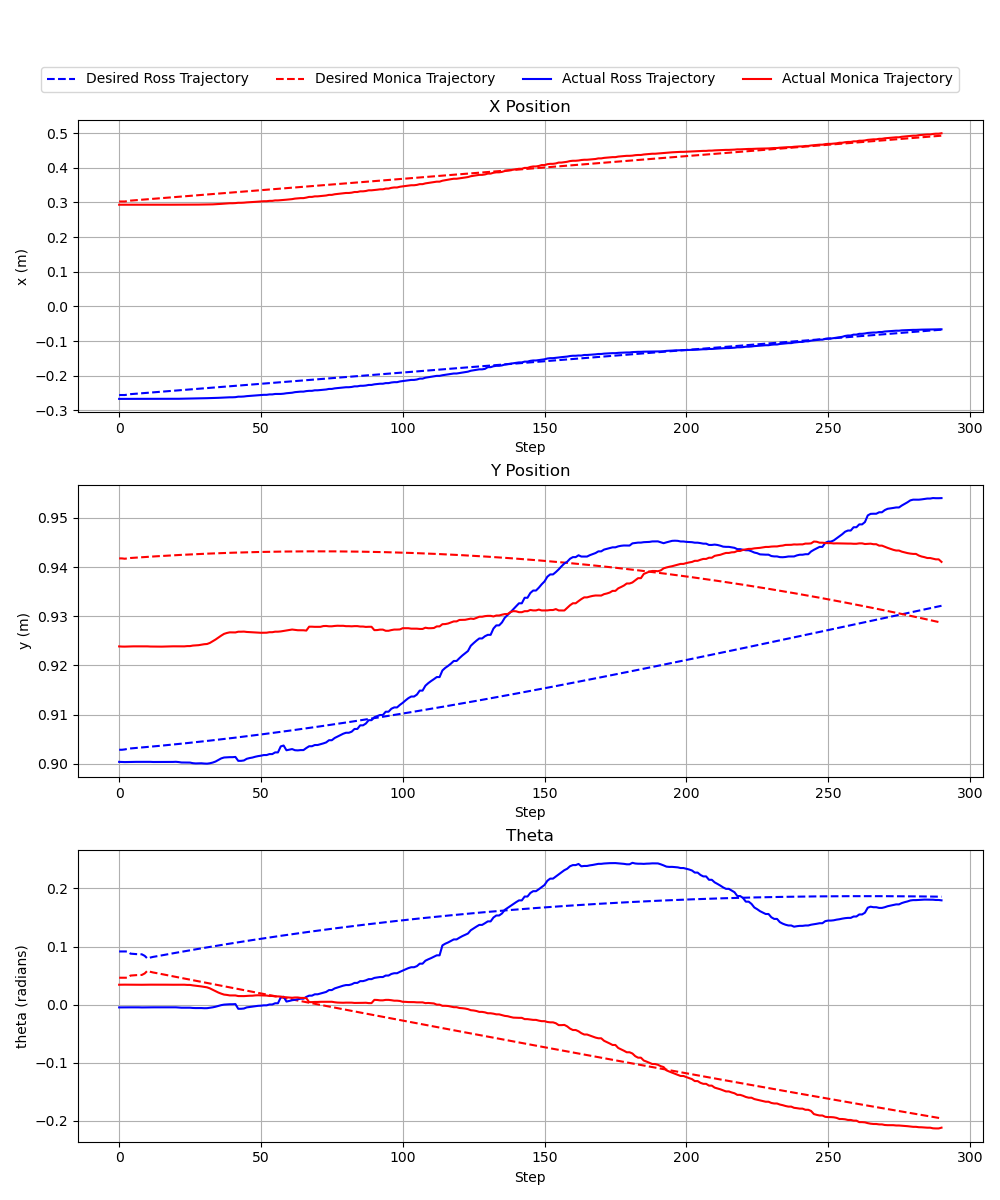 Desired Ross Trajectory Desired Monica Trajectory Actual Ross Trajectory Actual Monica Trajectory
X Position
0.5
0.4
0.3
0.2
0.1
0.0
−0.1
−0.2
−0.3
x (m)
0 50 100 150 200 250 300
Step
Y Position
0.95
0.94
0.93
0.92
0.91
0.90
y (m)
0 50 100 150 200 250 300
Step
Theta
0.2
0.1
0.0
−0.1
−0.2
theta (radians)
0 50 100 150 200 250 300
Step